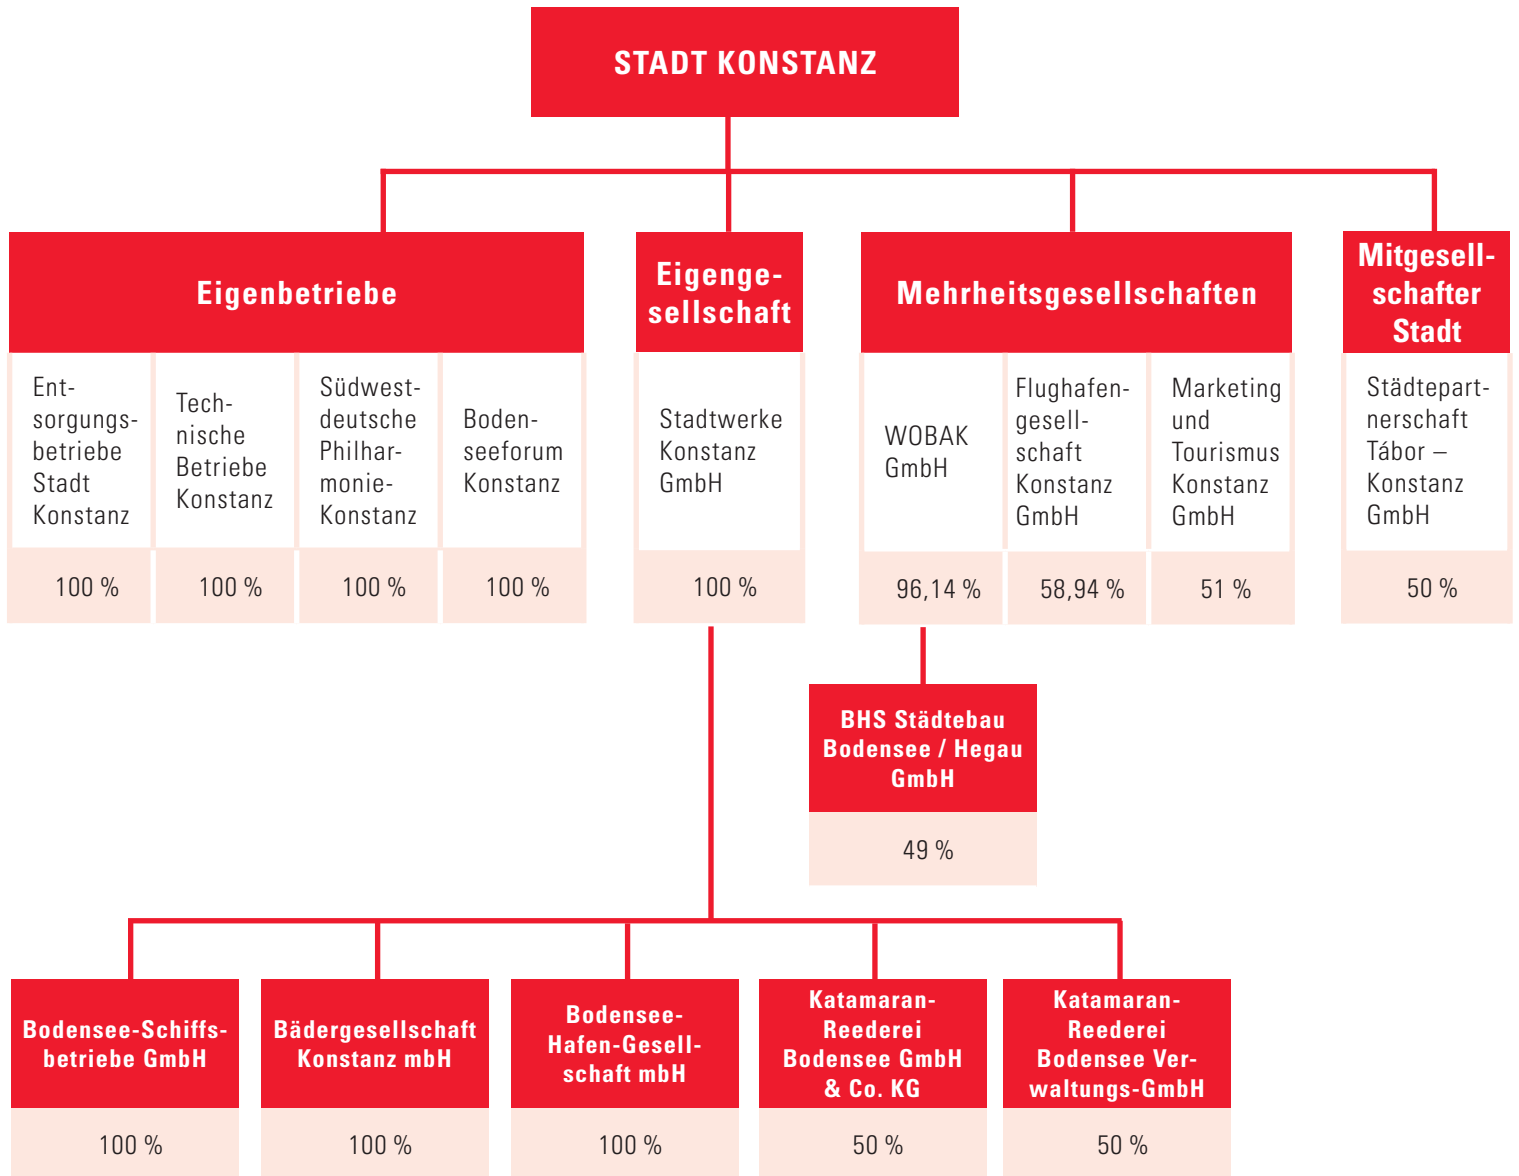 STADT KONSTANZ
Eigenbetriebe
Ent-
sorgungs-
betriebe
Stadt
Konstanz
100 %
Tech-
nische
Betriebe
Konstanz
100 %
Südwest-
deutsche
Philhar-
monie-
Konstanz
100 %
Boden-
seeforum
Konstanz
100 %
Eigenge-
sellschaft
Stadtwerke
Konstanz
GmbH
100 %
Mehrheitsgesellschaften
WOBAK
GmbH
96,14 %
Flughafen-
gesell-
schaft
Konstanz
GmbH
58,94 %
Marketing
und
Tourismus
Konstanz
GmbH
51 %
Mitgesell-
schafter
Stadt
Städtepart-
nerschaft
Tábor –
Konstanz
GmbH
50 %
BHS Städtebau
Bodensee / Hegau
GmbH
49 %
Bodensee-Schiffs-
betriebe GmbH
100 %
Bädergesellschaft
Konstanz mbH
100 %
Bodensee-
Hafen-Gesell-
schaft mbH
100 %
Katamaran-
Reederei
Bodensee GmbH
& Co. KG
50 %
Katamaran-
Reederei
Bodensee Ver-
waltungs-GmbH
50 %